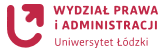 WYDZIAŁ PRAWA
i ADMINISTRACJI
Uniwersytet Łódzki